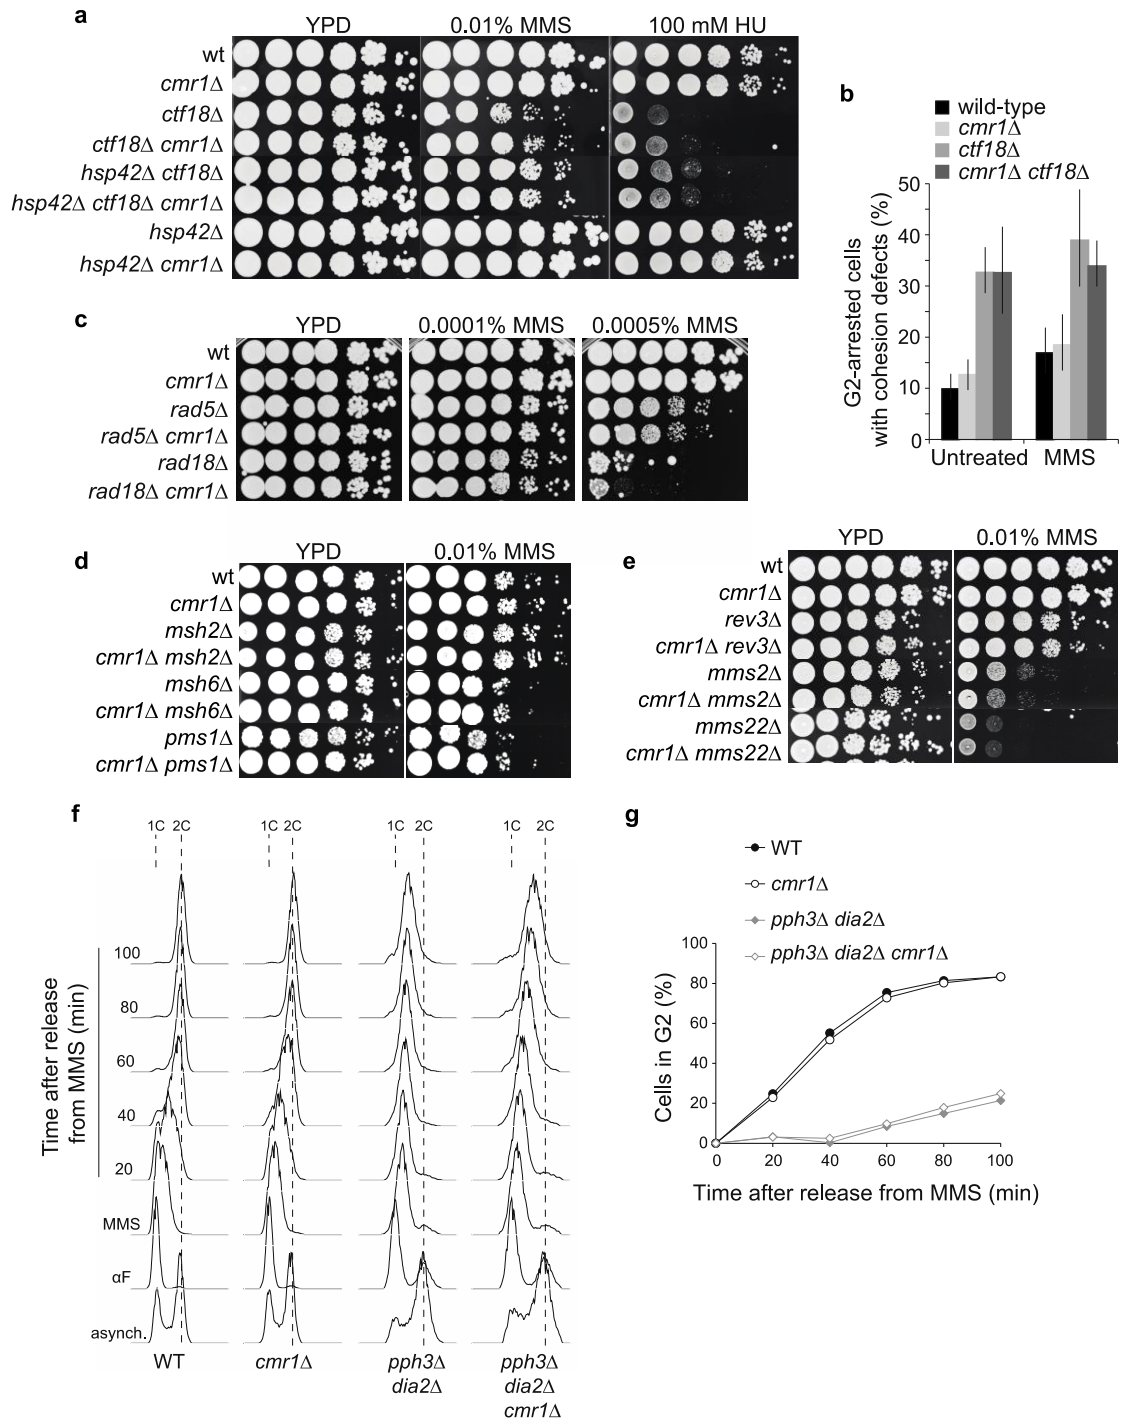 a
YPD 0.01% MMS 100 mM HU
wt
cmr1Δ
ctf18Δ
ctf18Δ cmr1Δ
hsp42Δ ctf18Δ
hsp42Δ ctf18Δ cmr1Δ
hsp42Δ
hsp42Δ cmr1Δ
b
wild-type
cmr1Δ
ctf18Δ
cmr1Δ ctf18Δ
G2-arrested cells
with cohesion defects (%)
50
40
30
20
10
0
Untreated MMS
c
YPD 0.0001% MMS 0.0005% MMS
wt
cmr1Δ
rad5Δ
rad5Δ cmr1Δ
rad18Δ
rad18Δ cmr1Δ
d
YPD 0.01% MMS
wt
cmr1Δ
msh2Δ
cmr1Δ msh2Δ
msh6Δ
cmr1Δ msh6Δ
pms1Δ
cmr1Δ pms1Δ
e
YPD 0.01% MMS
wt
cmr1Δ
rev3Δ
cmr1Δ rev3Δ
mms2Δ
cmr1Δ mms2Δ
mms22Δ
cmr1Δ mms22Δ
f
1C 2C 1C 2C 1C 2C 1C 2C
Time after release
from MMS (min)
100
80
60
40
20
MMS
αF
asynch.
WT
cmr1Δ
pph3Δ
dia2Δ
pph3Δ
dia2Δ
cmr1Δ
g
WT
cmr1Δ
pph3Δ dia2Δ
pph3Δ dia2Δ cmr1Δ
Cells in G2 (%)
100
80
60
40
20
0
0 20 40 60 80 100
Time after release from MMS (min)